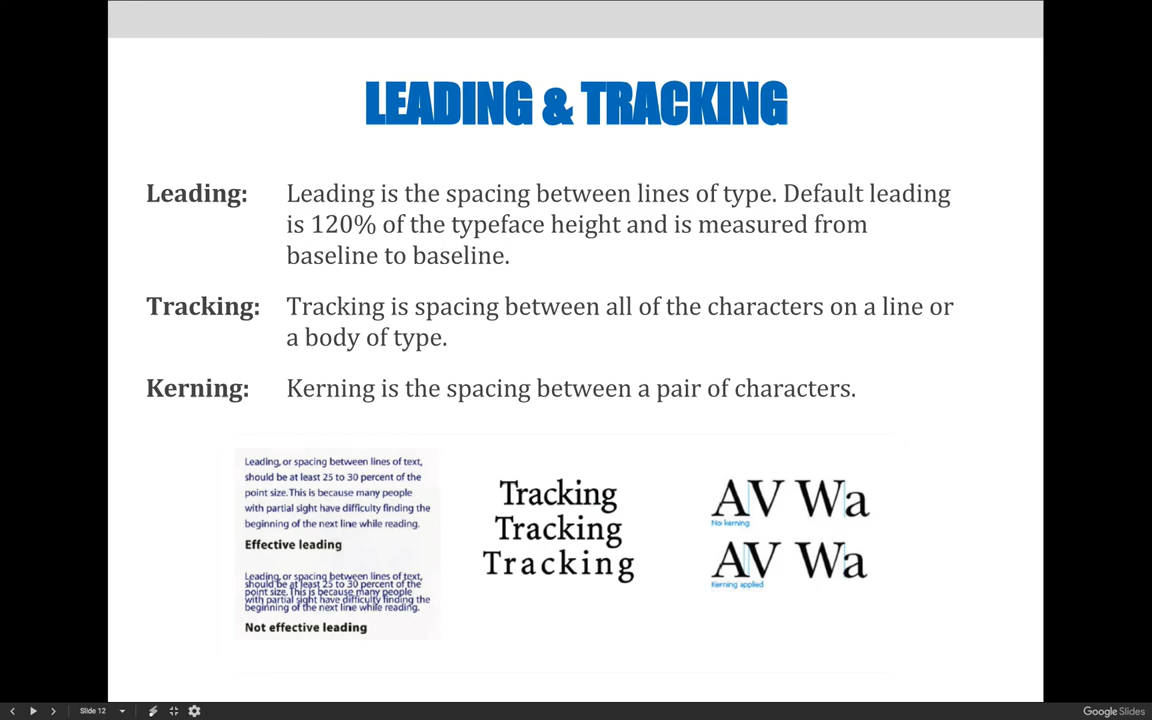 LEADING & TRACKING
Leading: Leading is the spacing between lines of type. Default leading
is 120% of the typeface height and is measured from
baseline to baseline.
Tracking: Tracking is spacing between all of the characters on a line or
a body of type.
Kerning: Kerning is the spacing between a pair of characters.
Leading, or spacing between lines of text,
should be at least 25 to 30 percent of the
point size. This is because many people
with partial sight have difficulty finding the
beginning of the next line while reading.
Effective leading
Leading, or spacing between lines of text,
should be at least 25 to 30 percent of the
point size. This is because many people
with partial sight have difficulty finding the
beginning of the next line while reading.
Not effective leading
Tracking
Tracking
Tracking
AV Wa
No kerning
AV Wa
Kerning applied
Slide 12
Google Slides